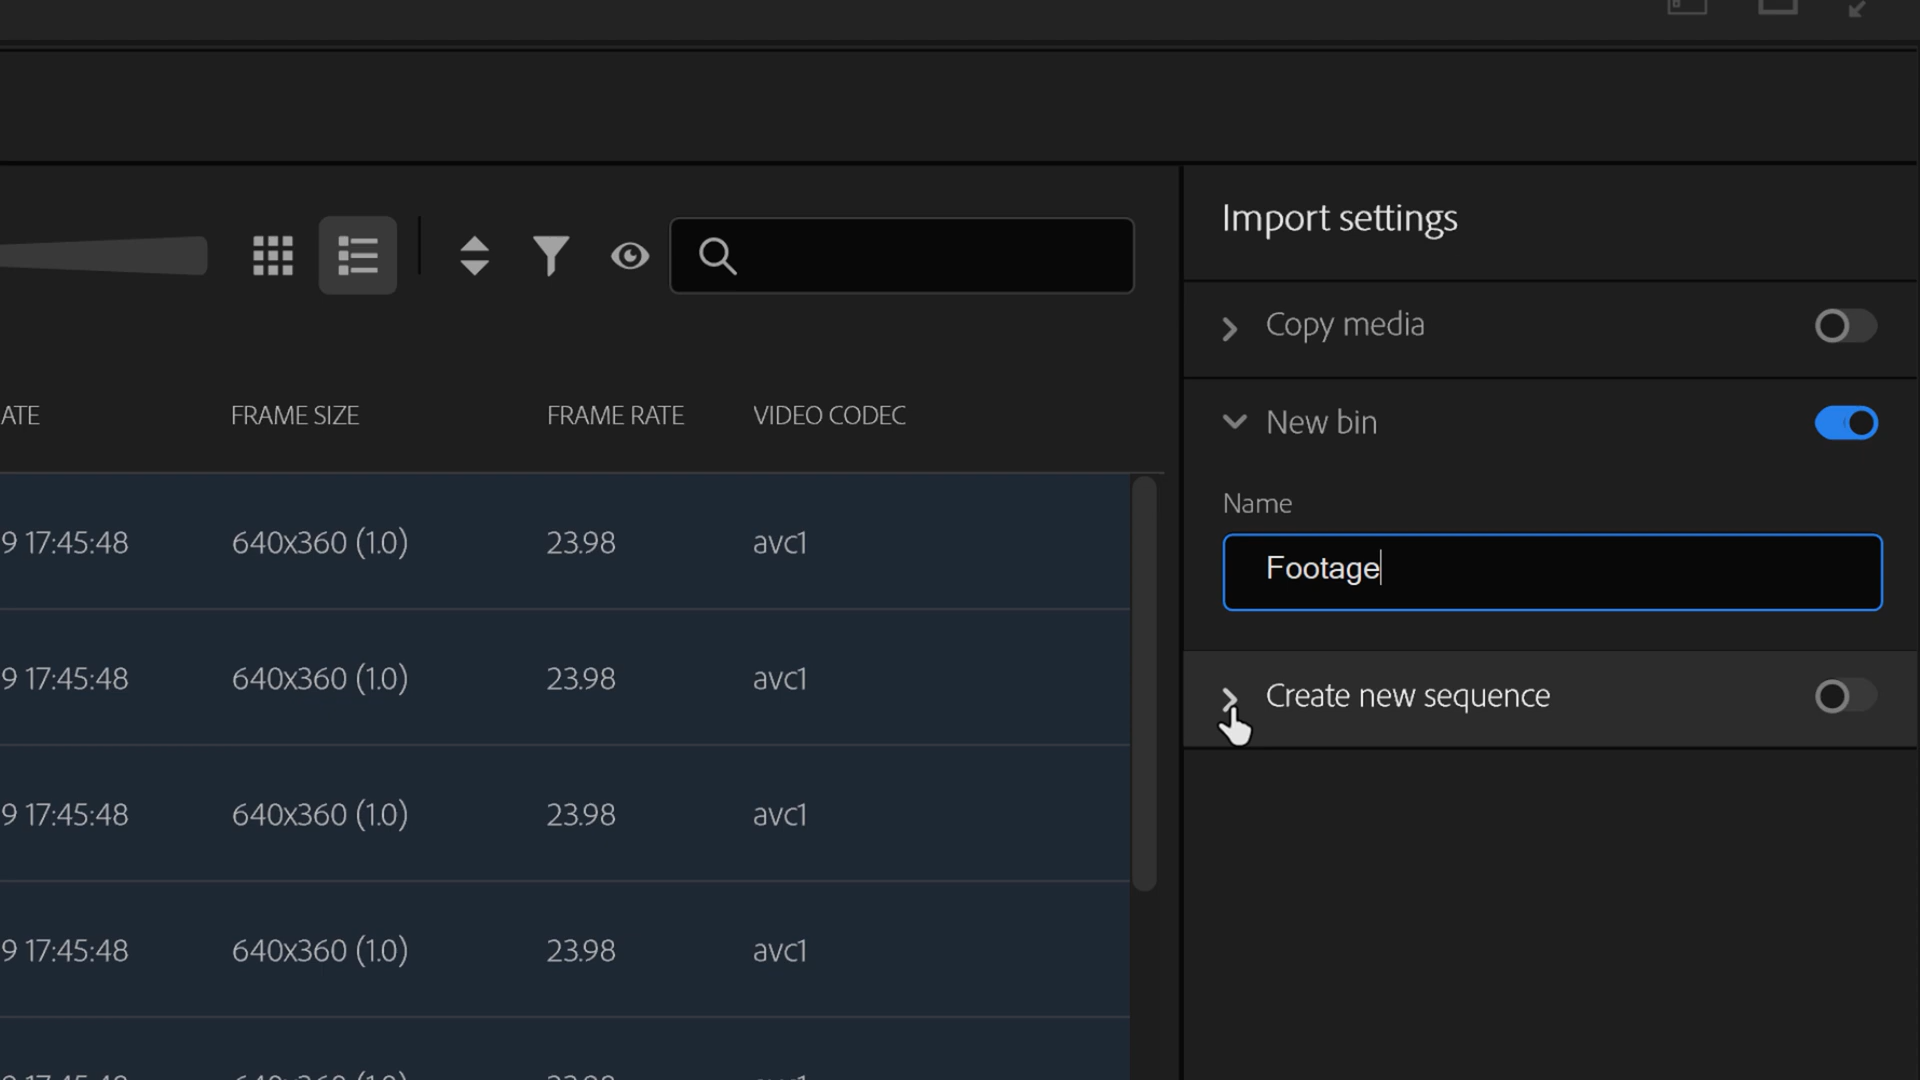 Import settings
Copy media
New bin
Name
Footage
Create new sequence
ATE FRAME SIZE FRAME RATE VIDEO CODEC
9 17:45:48 640x360 (1.0) 23.98 avc1
9 17:45:48 640x360 (1.0) 23.98 avc1
9 17:45:48 640x360 (1.0) 23.98 avc1
9 17:45:48 640x360 (1.0) 23.98 avc1